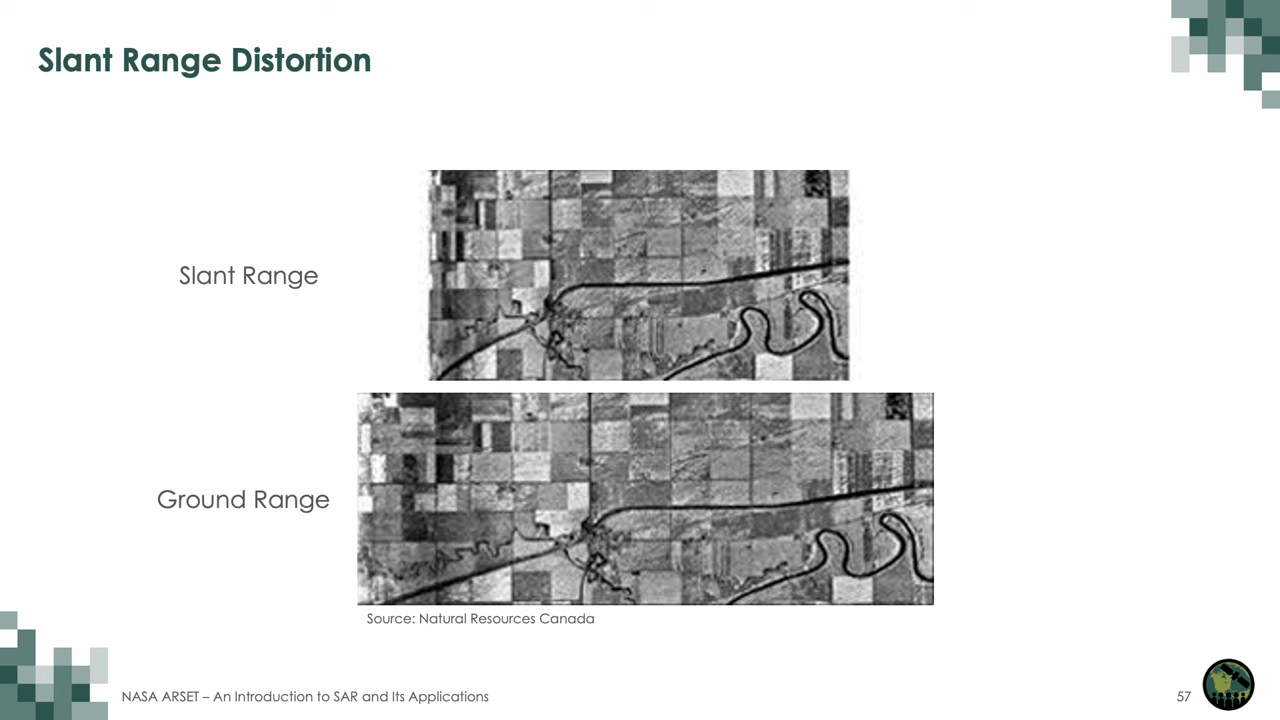 Slant Range Distortion
Slant Range
Ground Range
Source: Natural Resources Canada
NASA ARSET – An Introduction to SAR and Its Applications
57